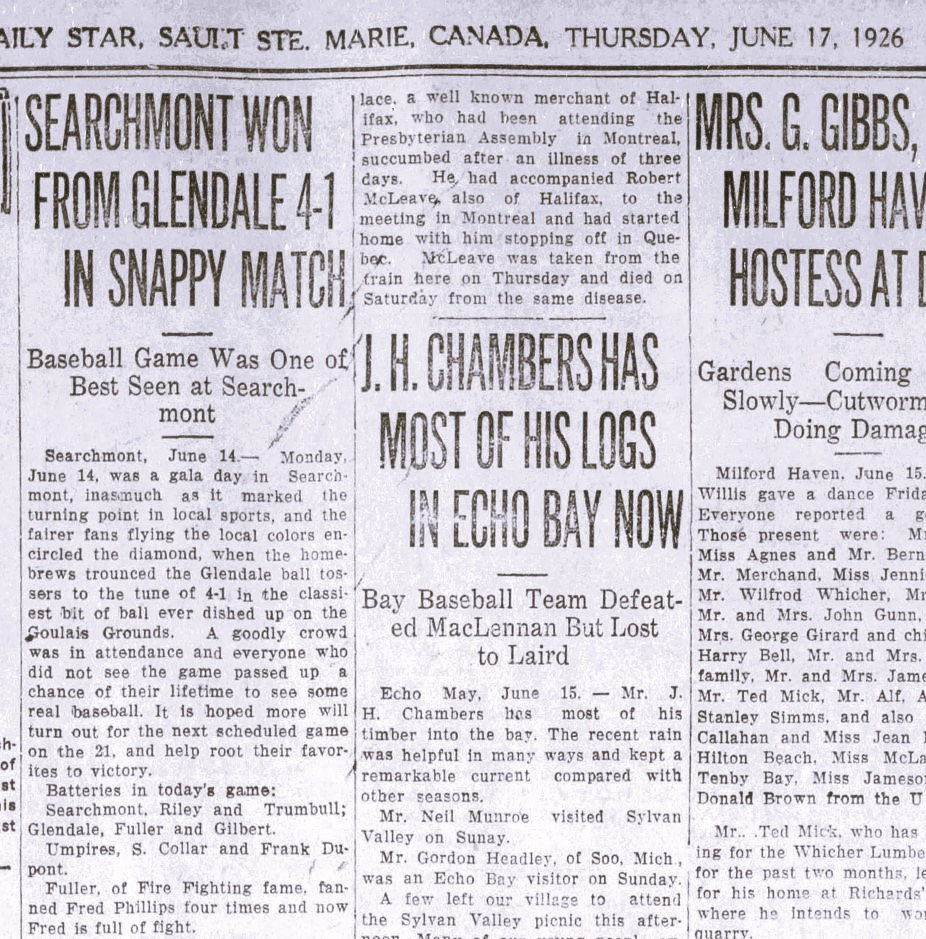 AILY STAR, SAULT STE. MARIE, CANADA, THURSDAY, JUNE 17, 1926
SEARCHMONT WON
FROM GLENDALE 4-1
IN SNAPPY MATCH
Baseball Game Was One of
Best Seen at Search-
mont
Searchmont, June 14.— Monday,
June 14, was a gala day in Search-
mont, inasmuch as it marked the
turning point in local sports, and the
fairer fans flying the local colors en-
circled the diamond, when the home-
brews trounced the Glendale ball tos-
sers to the tune of 4-1 in the classi-
est bit of ball ever dished up on the
Goulais Grounds. A goodly crowd
was in attendance and everyone who
did not see the game passed up a
chance of their lifetime to see some
real baseball. It is hoped more will
turn out for the next scheduled game
on the 21, and help root their favor-
ites to victory.
Batteries in today's game:
Searchmont, Riley and Trumbull;
Glendale, Fuller and Gilbert.
Umpires, S. Collar and Frank Du-
pont.
Fuller, of Fire Fighting fame, fan-
ned Fred Phillips four times and now
Fred is full of fight.
lace, a well known merchant of Hal-
ifax, who had been attending the
Presbyterian Assembly in Montreal,
succumbed after an illness of three
days. He had accompanied Robert
McLeave, also of Halifax, to the
meeting in Montreal and had started
home with him stopping off in Que-
bec. McLeave was taken from the
train here on Thursday and died on
Saturday from the same disease.
J. H. CHAMBERS HAS
MOST OF HIS LOGS
IN ECHO BAY NOW
Bay Baseball Team Defeat-
ed MacLennan But Lost
to Laird
Echo May, June 15. — Mr. J.
H. Chambers has most of his
timber into the bay. The recent rain
was helpful in many ways and kept a
remarkable current compared with
other seasons.
Mr. Neil Munroe visited Sylvan
Valley on Sunay.
Mr. Gordon Headley, of Soo, Mich.,
was an Echo Bay visitor on Sunday.
A few left our village to attend
the Sylvan Valley picnic this after-
noon. Many of our young people
MRS. G. GIBBS,
MILFORD HAV
HOSTESS AT D
Gardens Coming
Slowly—Cutworm
Doing Damag
Milford Haven, June 15.
Willis gave a dance Frida
Everyone reported a g
Those present were: M
Miss Agnes and Mr. Bern
Mr. Merchand, Miss Jenni
Mr. Wilfrod Whicher, Mr
Mr. and Mrs. John Gunn,
Mrs. George Girard and chi
Harry Bell, Mr. and Mrs.
family, Mr. and Mrs. Jame
Mr. Ted Mick, Mr. Alf, A
Stanley Simms, and also
Callahan and Miss Jean
Hilton Beach, Miss McLa
Tenby Bay, Miss Jameso
Donald Brown from the U
Mr.. .Ted Mick, who has
ing for the Whicher Lumbe
for the past two months, le
for his home at Richards'
where he intends to wor
quarry.